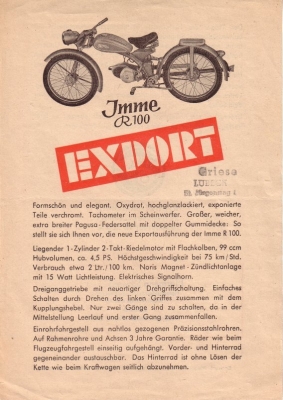 Imme
R100
EXPORT
Griese
Formschön und elegant. Oxydrot, hochglanzlackiert, exponierte
Teile verchromt. Tachometer im Scheinwerfer. Großer, weicher,
extra breiter Pagusa-Federsattel mit doppelter Gummidecke: So
stellt sie sich Ihnen vor, die neue Exportausführung der Imme R 100.
Liegender 1-Zylinder 2-Takt-Riedelmotor mit Flachkolben, 99 ccm
Hubvolumen, ca. 4,5 PS. Höchstgeschwindigkeit bei 75 km/Std.
Verbrauch etwa 2 Ltr./100 km. Noris Magnet-Zündlichtanlage
mit 15 Watt Lichtleistung. Elektrisches Signalhorn.
Dreiganggetriebe mit neuartiger Drehgriffschaltung. Einfaches
Schalten durch Drehen des linken Griffes zusammen mit dem
Kupplungshebel. Nur zwei Gänge sind zu schalten, da in der
Mittelstellung Leerlauf und erster Gang zusammenfallen.
Einrohrfahrgestell aus nahtlos gezogenen Präzisionsstahlrohren.
Auf Rahmenrohre und Achsen 3 Jahre Garantie. Räder wie beim
Flugzeugfahrgestell einseitig aufgehängt. Vorder- und Hinterrad
gegeneinander austauschbar. Das Hinterrad ist ohne Lösen der
Kette wie beim Kraftwagen seitlich abzunehmen.